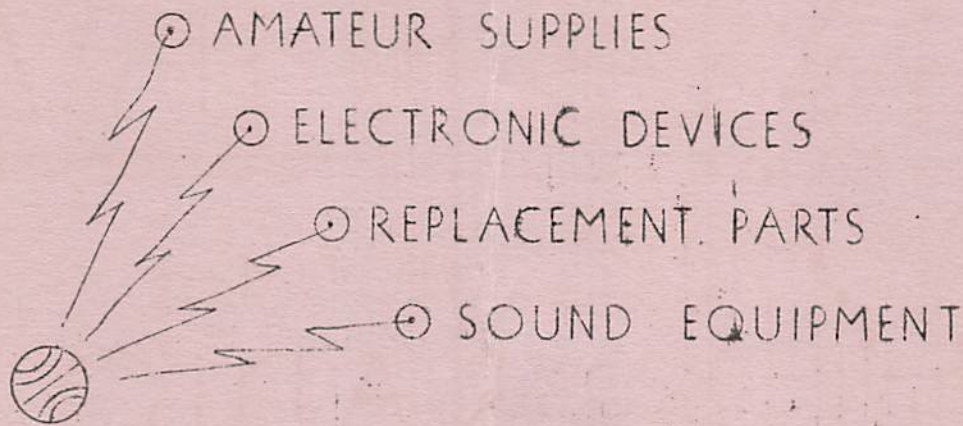 AMATEUR SUPPLIES
ELECTRONIC DEVICES
REPLACEMENT PARTS
SOUND EQUIPMENT